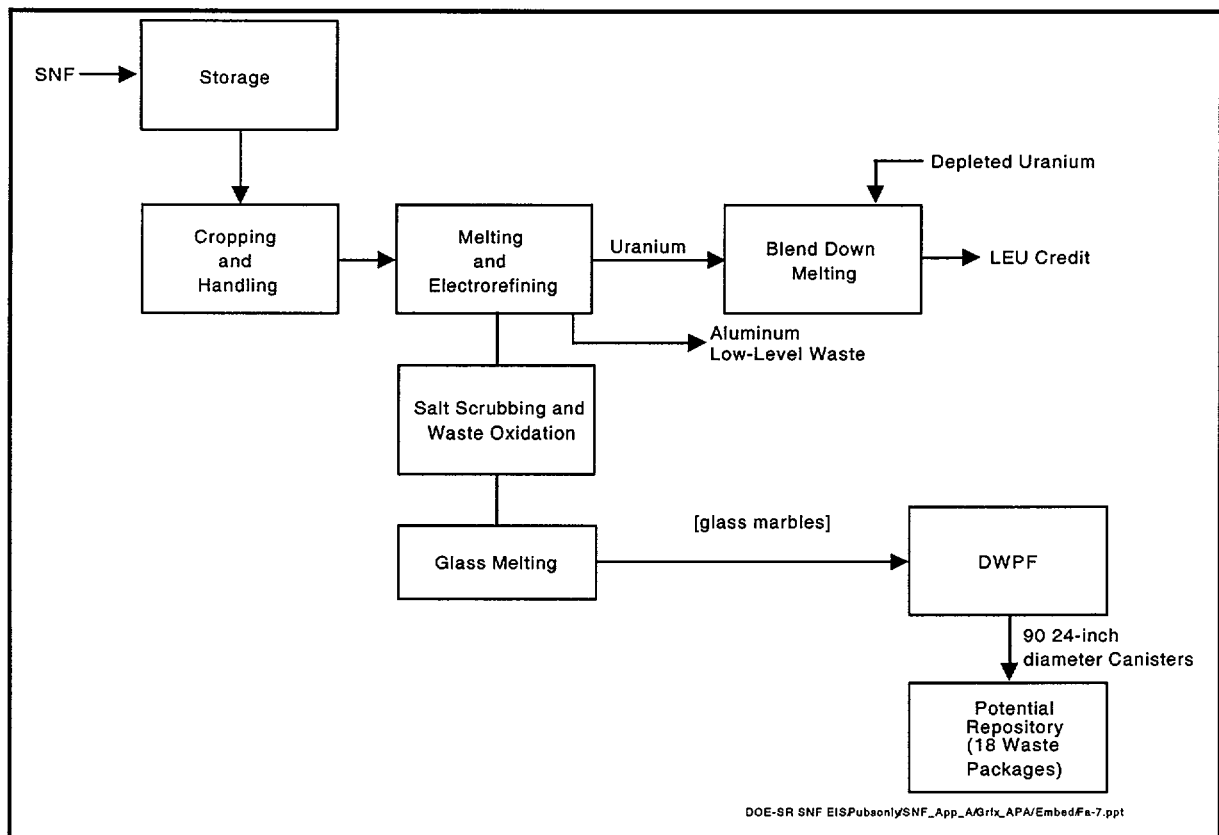 SNF
Storage
Depleted Uranium
Cropping
and
Handling
Melting
and
Electrorefining
Uranium
Blend Down
Melting
LEU Credit
Aluminum
Low-Level Waste
Salt Scrubbing and
Waste Oxidation
[glass marbles]
Glass Melting
DWPF
90 24-inch
diameter Canisters
Potential
Repository
(18 Waste
Packages)
DOE-SR SNF EIS/Pubsonly/SNF_App_A/Grfx_APA/Embed/Fa-7.ppt